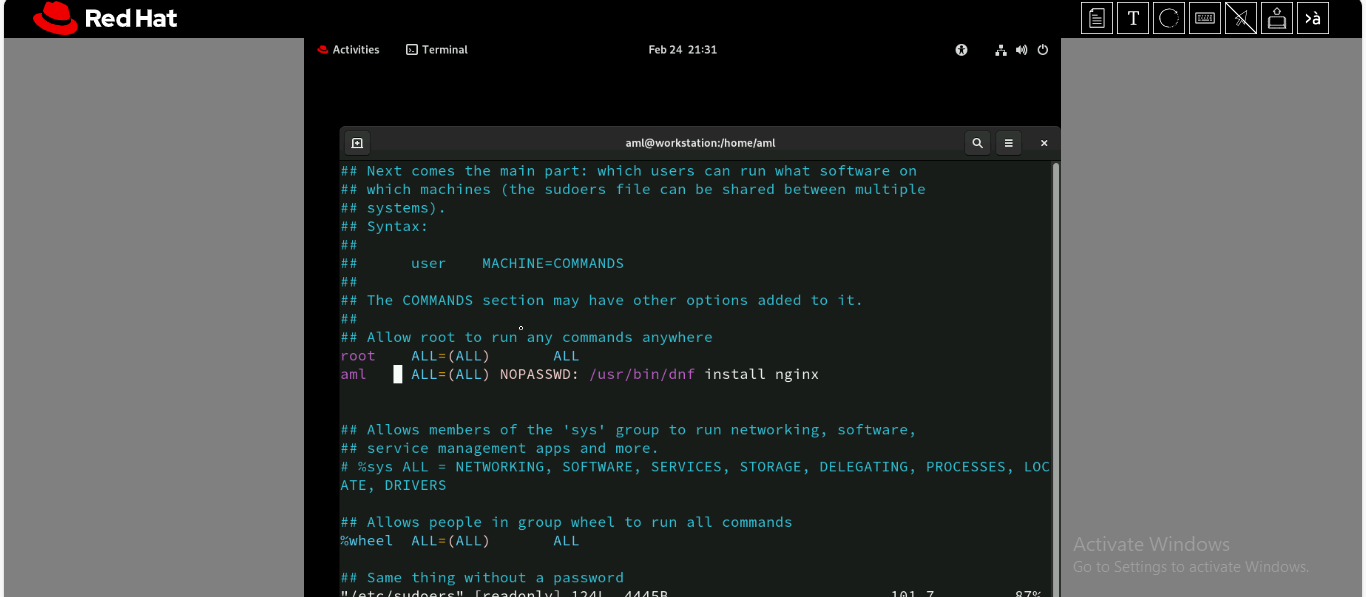 Red Hat
T
>à
Activities Terminal Feb 24 21:31
aml@workstation:/home/aml
## Next comes the main part: which users can run what software on
## which machines (the sudoers file can be shared between multiple
## systems).
## Syntax:
##
##      user    MACHINE=COMMANDS
##
## The COMMANDS section may have other options added to it.
##
## Allow root to run any commands anywhere
root    ALL=(ALL)       ALL
aml     ALL=(ALL) NOPASSWD: /usr/bin/dnf install nginx
## Allows members of the 'sys' group to run networking, software,
## service management apps and more.
# %sys ALL = NETWORKING, SOFTWARE, SERVICES, STORAGE, DELEGATING, PROCESSES, LOC
ATE, DRIVERS
## Allows people in group wheel to run all commands
%wheel  ALL=(ALL)       ALL
## Same thing without a password
"/etc/sudoers" [readonly] 124L, 4445B 101,7 87%
Activate Windows
Go to Settings to activate Windows.